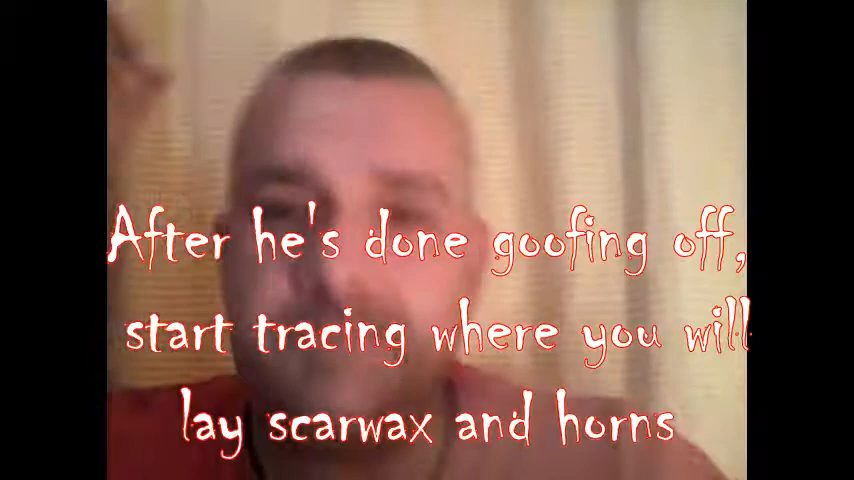 After he's done goofing off,
start tracing where you will
lay scarwax and horns